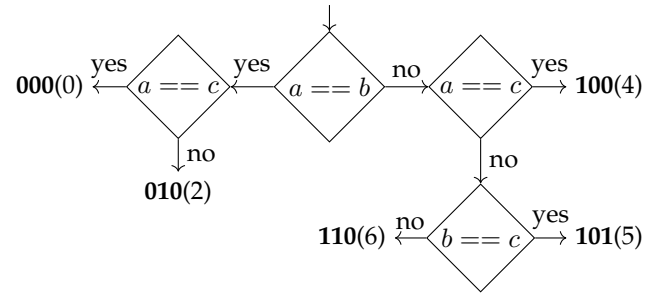 yes yes no yes
000(0) a == c a == b a == c 100(4)
no no
010(2)
no yes
110(6) b == c 101(5)